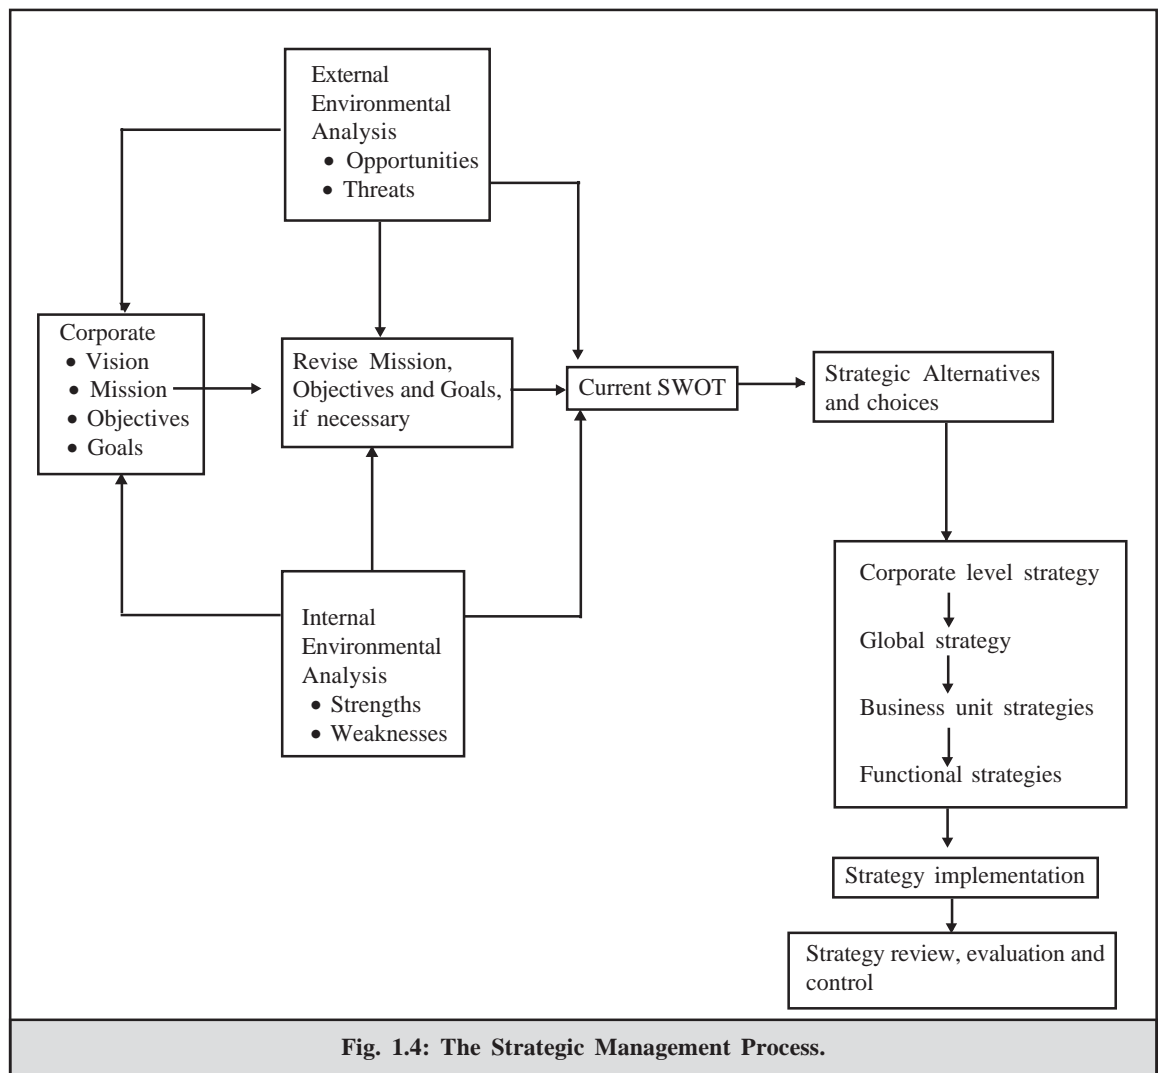 External
Environmental
Analysis
• Opportunities
• Threats
Corporate
• Vision
• Mission
• Objectives
• Goals
Revise Mission,
Objectives and Goals,
if necessary
Current SWOT
Strategic Alternatives
and choices
Internal
Environmental
Analysis
• Strengths
• Weaknesses
Corporate level strategy
Global strategy
Business unit strategies
Functional strategies
Strategy implementation
Strategy review, evaluation and
control
Fig. 1.4: The Strategic Management Process.